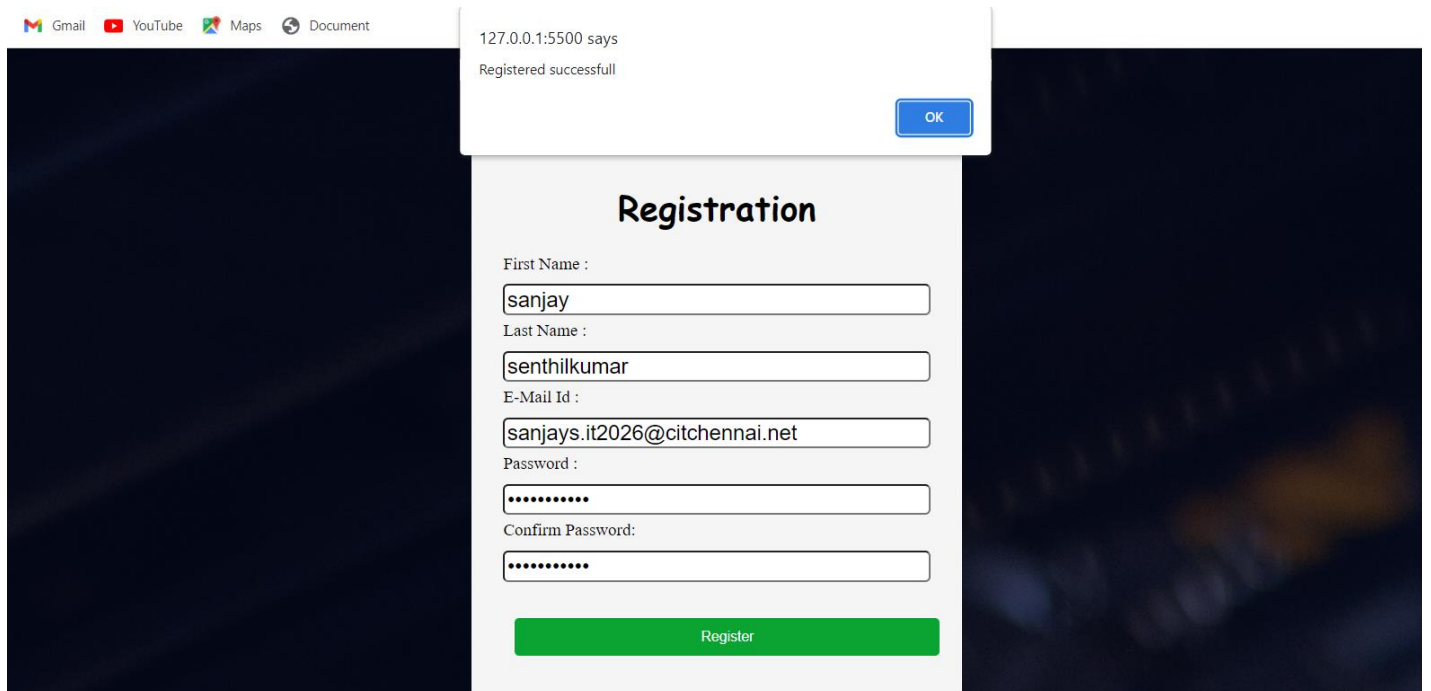 Gmail YouTube Maps Document
127.0.0.1:5500 says
Registered successfull
OK
Registration
First Name :
sanjay
Last Name :
senthilkumar
E-Mail Id :
sanjays.it2026@citchennai.net
Password :
•••••••••••
Confirm Password:
•••••••••••
Register